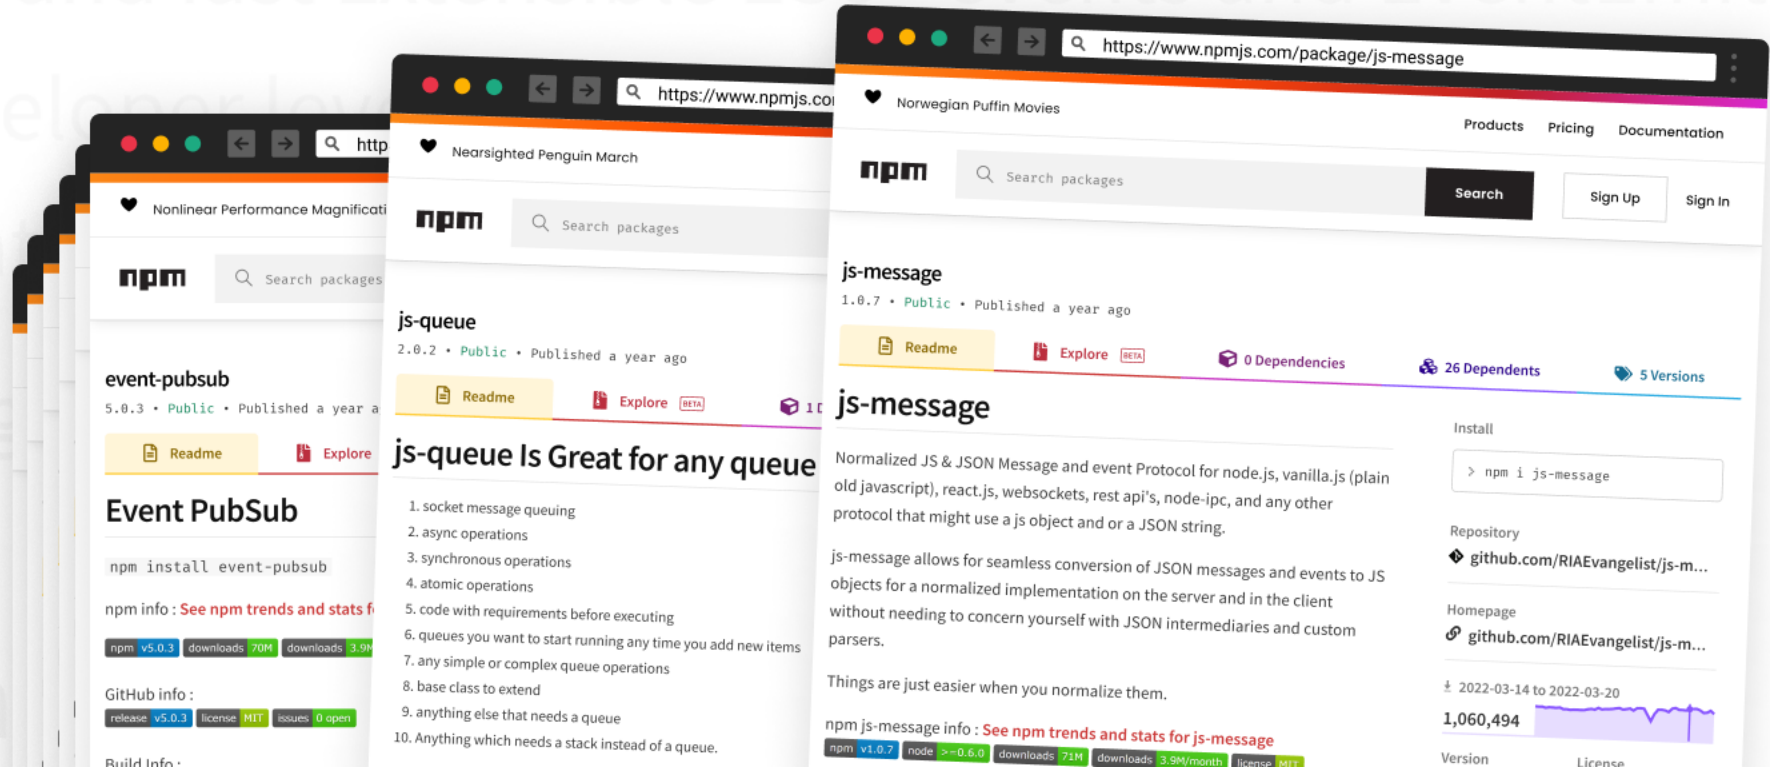 https://www.npmjs.com/package/js-message
Norwegian Puffin Movies
Products Pricing Documentation
npm
Search packages
Search
Sign Up
Sign In
js-message
1.0.7 • Public • Published a year ago
Readme
Explore BETA
0 Dependencies
26 Dependents
5 Versions
js-message
Normalized JS & JSON Message and event Protocol for node.js, vanilla.js (plain
old javascript), react.js, websockets, rest api's, node-ipc, and any other
protocol that might use a js object and or a JSON string.
js-message allows for seamless conversion of JSON messages and events to JS
objects for a normalized implementation on the server and in the client
without needing to concern yourself with JSON intermediaries and custom
parsers.
Things are just easier when you normalize them.
npm js-message info : See npm trends and stats for js-message
npm v1.0.7 node >=0.6.0 downloads 71M downloads 3.9M/month license MIT
Install
> npm i js-message
Repository
github.com/RIAEvangelist/js-m...
Homepage
github.com/RIAEvangelist/js-m...
2022-03-14 to 2022-03-20
1,060,494
Version License
https://www.npmjs.co
Nearsighted Penguin March
npm
Search packages
js-queue
2.0.2 • Public • Published a year ago
Readme
Explore BETA
1 D
js-queue Is Great for any queue
1. socket message queuing
2. async operations
3. synchronous operations
4. atomic operations
5. code with requirements before executing
6. queues you want to start running any time you add new items
7. any simple or complex queue operations
8. base class to extend
9. anything else that needs a queue
10. Anything which needs a stack instead of a queue.
http
Nonlinear Performance Magnificati
npm
Search packages
event-pubsub
5.0.3 • Public • Published a year a
Readme
Explore
Event PubSub
npm install event-pubsub
npm info : See npm trends and stats f
npm v5.0.3 downloads 70M downloads 3.9M
GitHub info :
release v5.0.3 license MIT issues 0 open
Build Info :